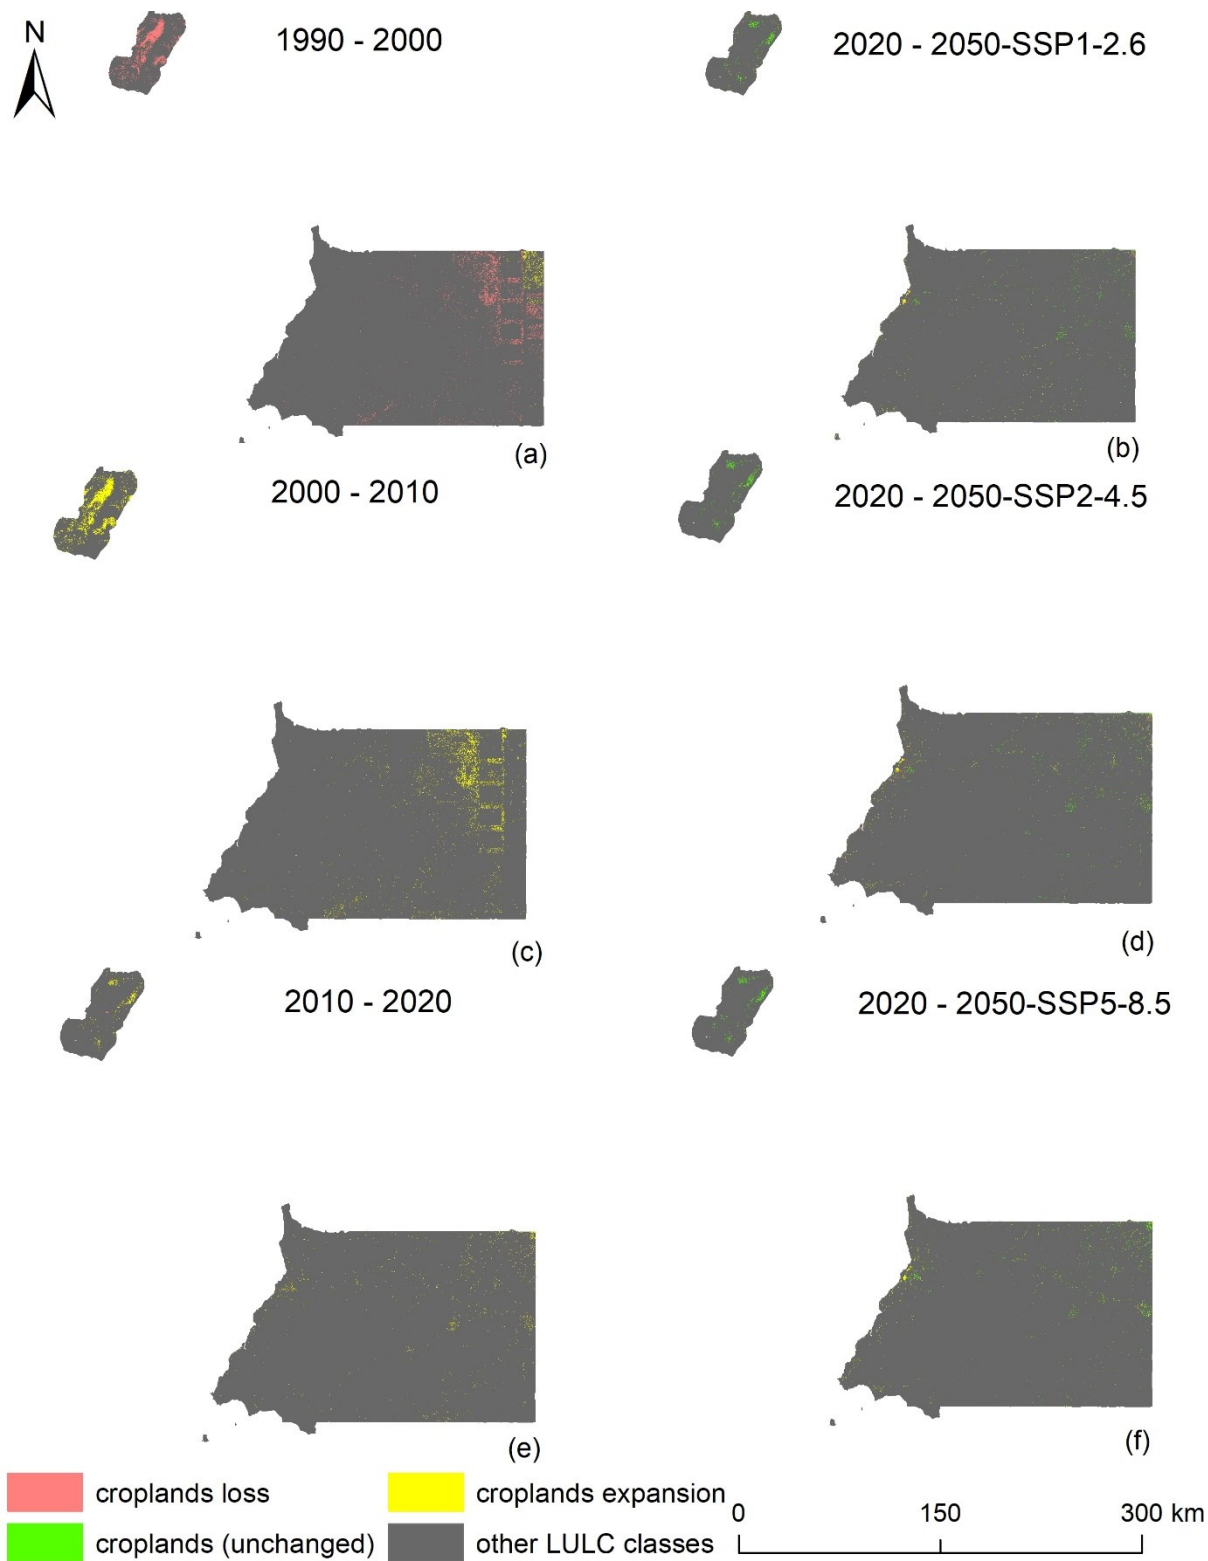 N
1990 - 2000
2020 - 2050-SSP1-2.6
(a)
(b)
2000 - 2010
2020 - 2050-SSP2-4.5
(c)
(d)
2010 - 2020
2020 - 2050-SSP5-8.5
(e)
(f)
croplands loss
croplands expansion
croplands (unchanged)
other LULC classes
0 150 300 km